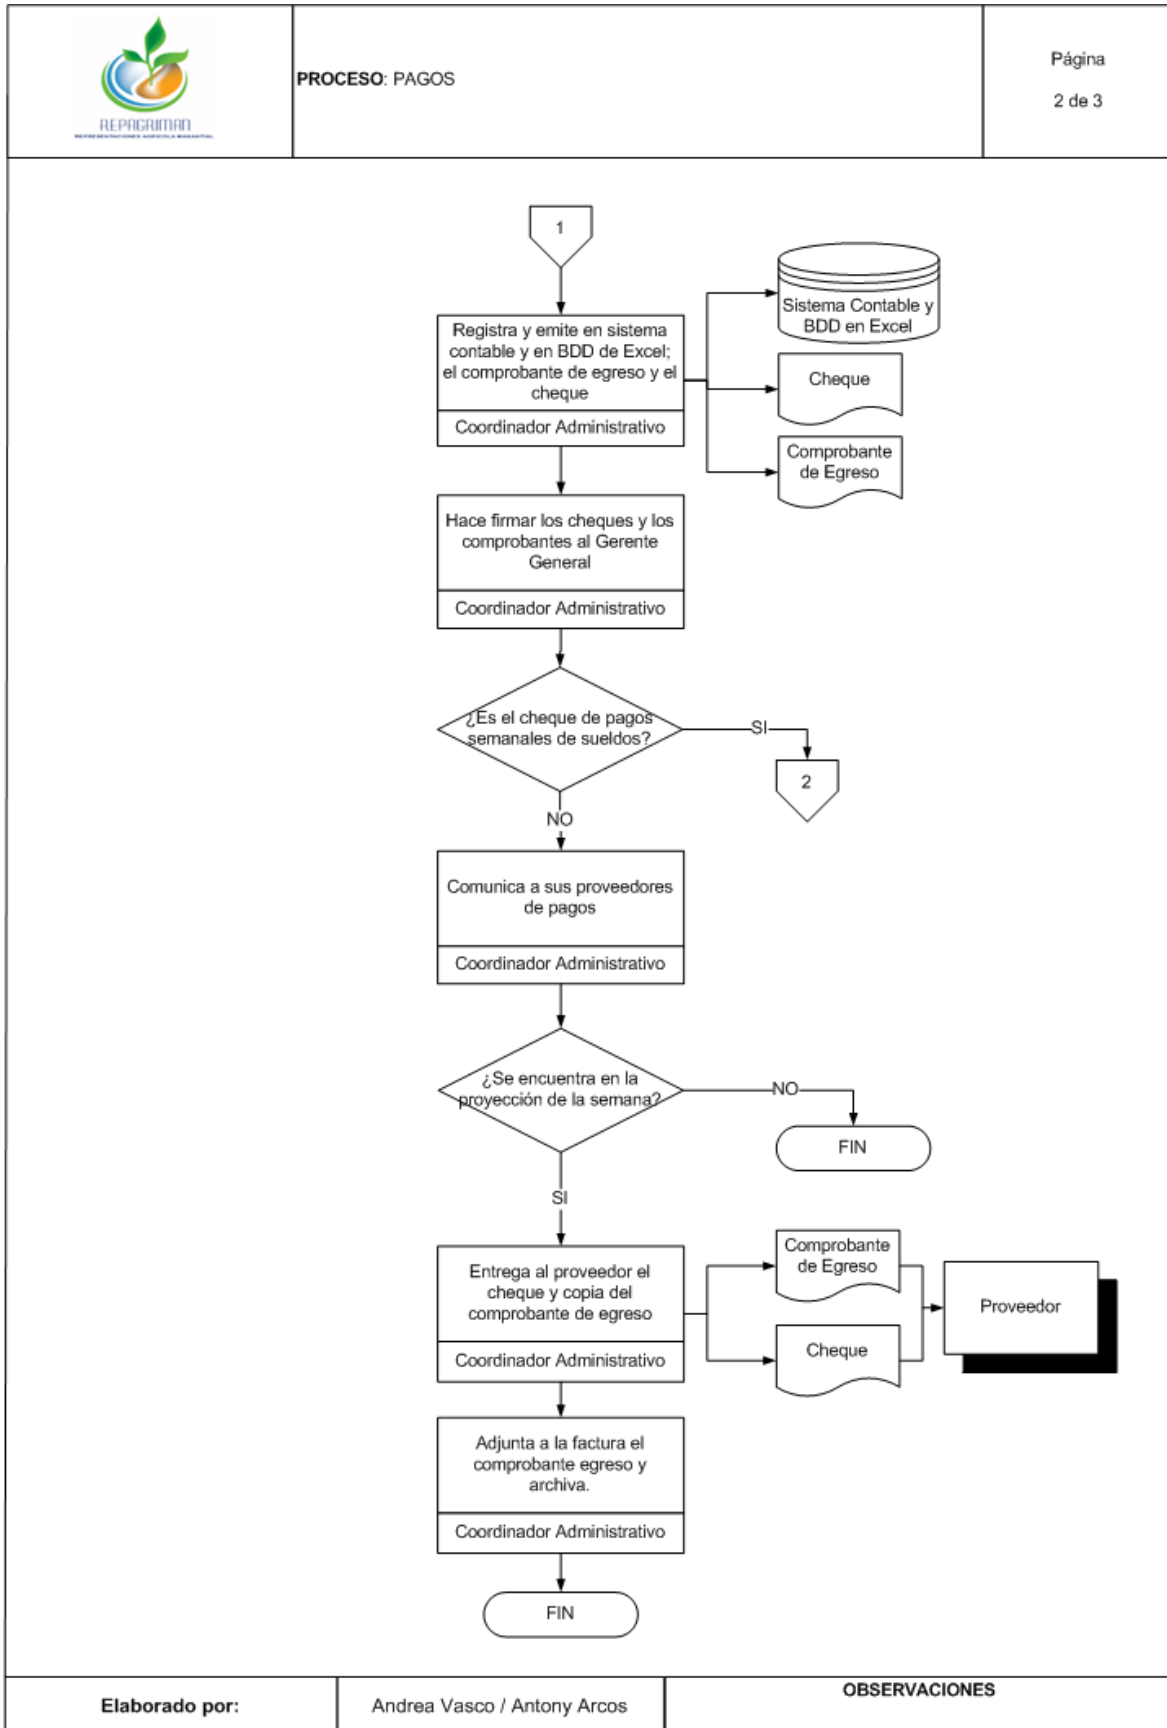 REPAGRIMAN
REPRESENTACIONES AGRICOLA MANANTIAL
PROCESO: PAGOS
Página
2 de 3
1
Registra y emite en sistema
contable y en BDD de Excel;
el comprobante de egreso y el
cheque
Coordinador Administrativo
Sistema Contable y
BDD en Excel
Cheque
Comprobante
de Egreso
Hace firmar los cheques y los
comprobantes al Gerente
General
Coordinador Administrativo
¿Es el cheque de pagos
semanales de sueldos?
SI
2
NO
Comunica a sus proveedores
de pagos
Coordinador Administrativo
¿Se encuentra en la
proyección de la semana?
NO
FIN
SI
Entrega al proveedor el
cheque y copia del
comprobante de egreso
Coordinador Administrativo
Comprobante
de Egreso
Cheque
Proveedor
Adjunta a la factura el
comprobante egreso y
archiva.
Coordinador Administrativo
FIN
Elaborado por:
Andrea Vasco / Antony Arcos
OBSERVACIONES